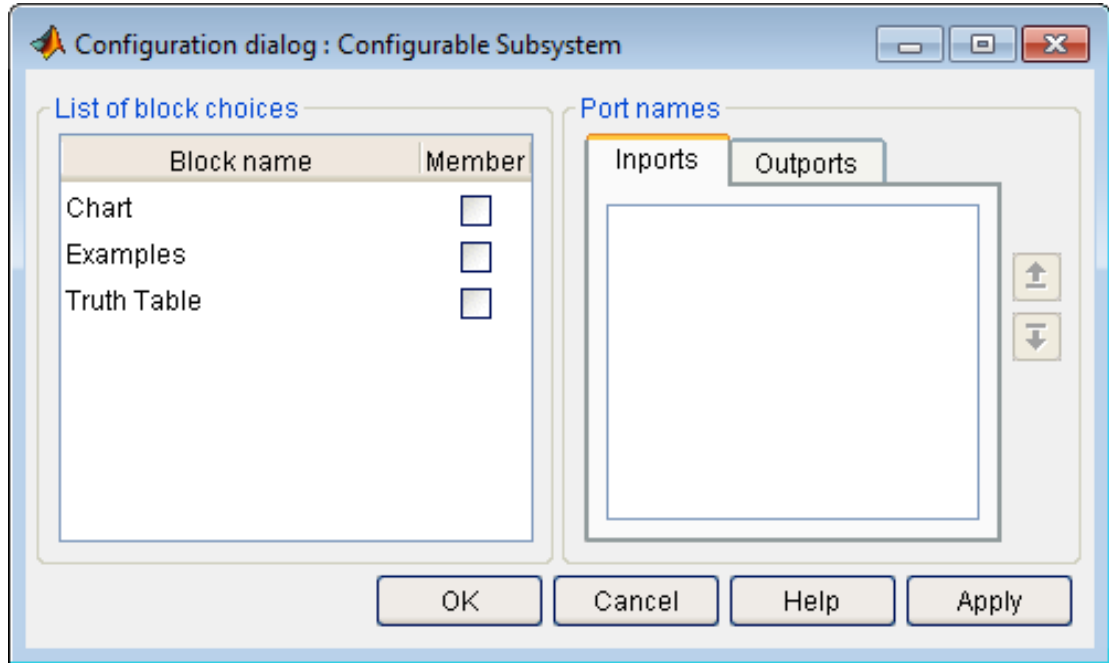 Configuration dialog : Configurable Subsystem
List of block choices
Block name Member
Chart
Examples
Truth Table
Port names
Inports Outports
OK Cancel Help Apply